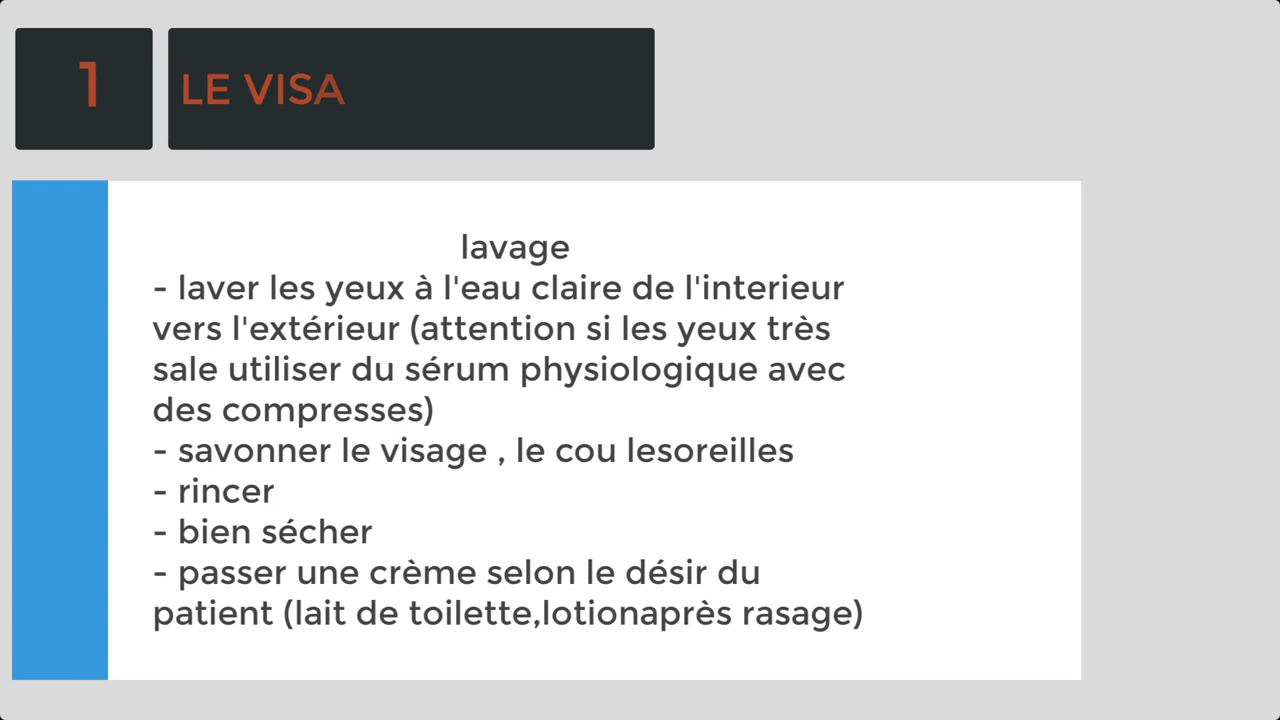 1
LE VISA
lavage
- laver les yeux à l'eau claire de l'interieur
vers l'extérieur (attention si les yeux très
sale utiliser du sérum physiologique avec
des compresses)
- savonner le visage , le cou lesoreilles
- rincer
- bien sécher
- passer une crème selon le désir du
patient (lait de toilette,lotionaprès rasage)